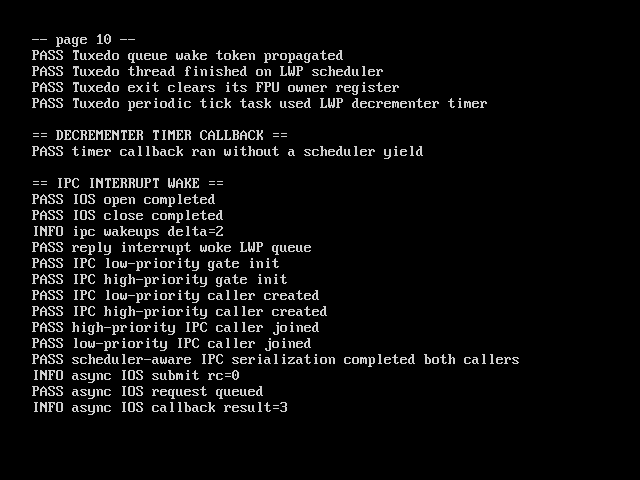 -- page 10 --
PASS Tuxedo queue wake token propagated
PASS Tuxedo thread finished on LWP scheduler
PASS Tuxedo exit clears its FPU owner register
PASS Tuxedo periodic tick task used LWP decrementer timer
== DECREMENTER TIMER CALLBACK ==
PASS timer callback ran without a scheduler yield
== IPC INTERRUPT WAKE ==
PASS IOS open completed
PASS IOS close completed
INFO ipc wakeups delta=2
PASS reply interrupt woke LWP queue
PASS IPC low-priority gate init
PASS IPC high-priority gate init
PASS IPC low-priority caller created
PASS IPC high-priority caller created
PASS high-priority IPC caller joined
PASS low-priority IPC caller joined
PASS scheduler-aware IPC serialization completed both callers
INFO async IOS submit rc=0
PASS async IOS request queued
INFO async IOS callback result=3